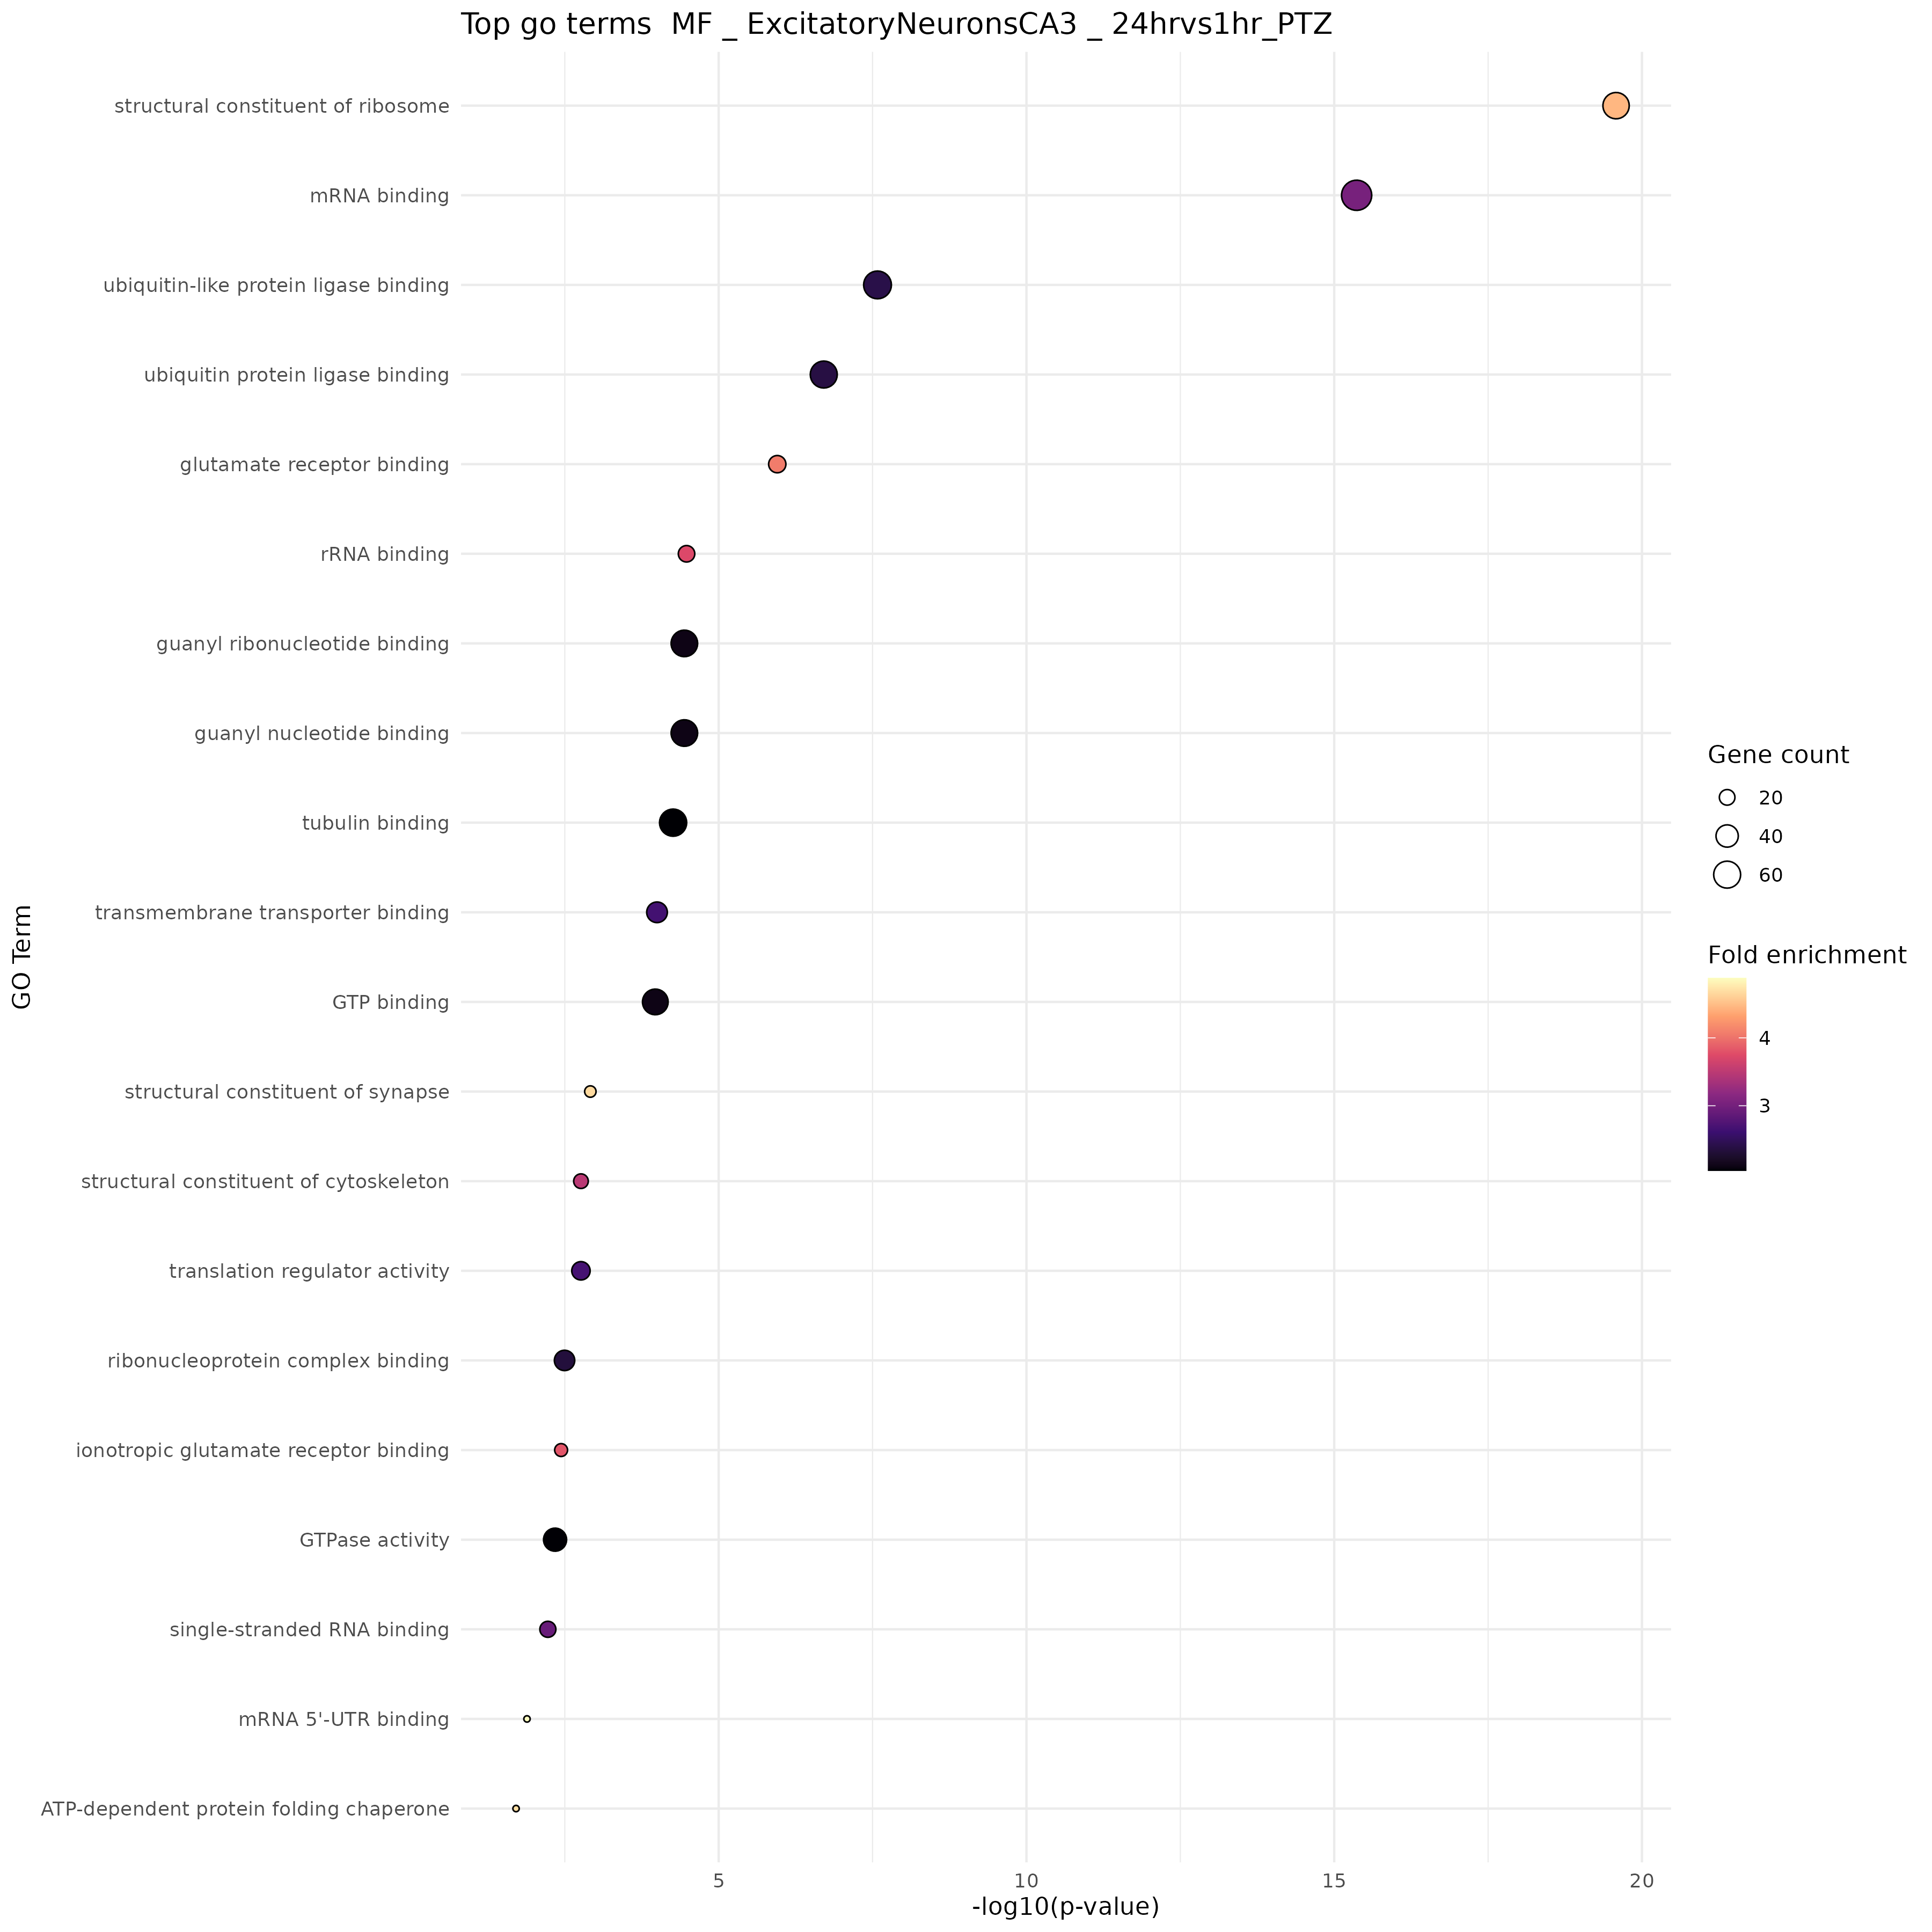 Top go terms  MF _ ExcitatoryNeuronsCA3 _ 24hrvs1hr_PTZ
structural constituent of ribosome
mRNA binding
ubiquitin-like protein ligase binding
ubiquitin protein ligase binding
glutamate receptor binding
rRNA binding
guanyl ribonucleotide binding
guanyl nucleotide binding
tubulin binding
transmembrane transporter binding
GTP binding
structural constituent of synapse
structural constituent of cytoskeleton
translation regulator activity
ribonucleoprotein complex binding
ionotropic glutamate receptor binding
GTPase activity
single-stranded RNA binding
mRNA 5'-UTR binding
ATP-dependent protein folding chaperone
GO Term
5
10
15
20
-log10(p-value)
Gene count
20
40
60
Fold enrichment
4
3